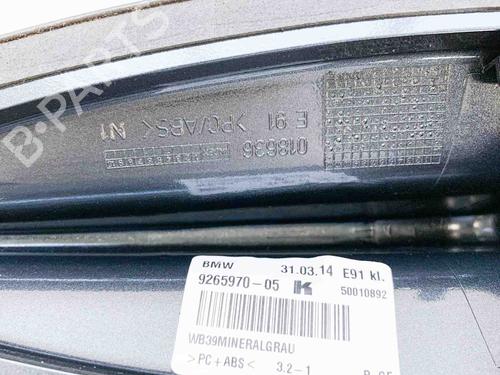 B-PARTS
E 91 >PC/ABS< N1
018636
BMW 31.03.14 E91 kl.
9265970-05 K 50010892
WB39MINERALGRAU
>PC+ABS< 3.2-1